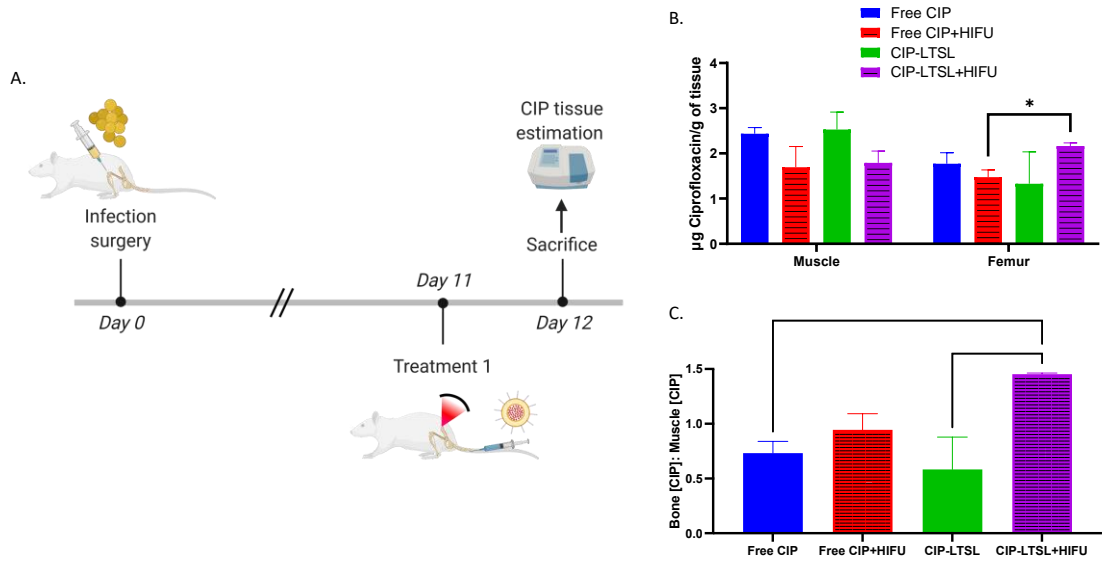 A.
Infection
surgery
Day 0
Day 11
Treatment 1
CIP tissue
estimation
Sacrifice
Day 12
B.
Free CIP
Free CIP+HIFU
CIP-LTSL
CIP-LTSL+HIFU
µg Ciprofloxacin/g of tissue
4
3
2
1
0
*
Muscle
Femur
C.
Bone [CIP]: Muscle [CIP]
1.5
1.0
0.5
0.0
Free CIP
Free CIP+HIFU
CIP-LTSL
CIP-LTSL+HIFU